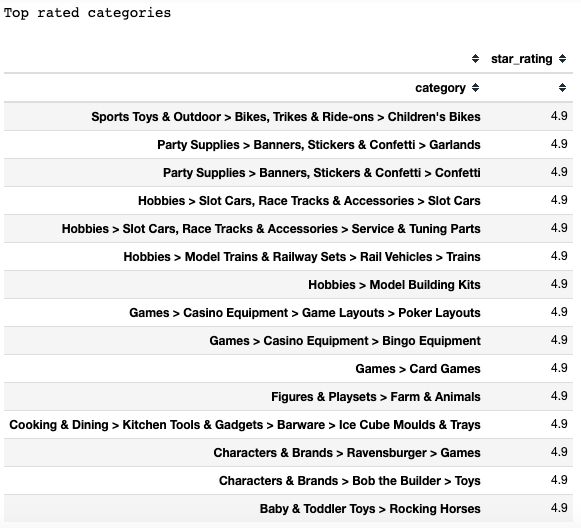 Top rated categories
star_rating
category
Sports Toys & Outdoor > Bikes, Trikes & Ride-ons > Children's Bikes 4.9
Party Supplies > Banners, Stickers & Confetti > Garlands 4.9
Party Supplies > Banners, Stickers & Confetti > Confetti 4.9
Hobbies > Slot Cars, Race Tracks & Accessories > Slot Cars 4.9
Hobbies > Slot Cars, Race Tracks & Accessories > Service & Tuning Parts 4.9
Hobbies > Model Trains & Railway Sets > Rail Vehicles > Trains 4.9
Hobbies > Model Building Kits 4.9
Games > Casino Equipment > Game Layouts > Poker Layouts 4.9
Games > Casino Equipment > Bingo Equipment 4.9
Games > Card Games 4.9
Figures & Playsets > Farm & Animals 4.9
Cooking & Dining > Kitchen Tools & Gadgets > Barware > Ice Cube Moulds & Trays 4.9
Characters & Brands > Ravensburger > Games 4.9
Characters & Brands > Bob the Builder > Toys 4.9
Baby & Toddler Toys > Rocking Horses 4.9